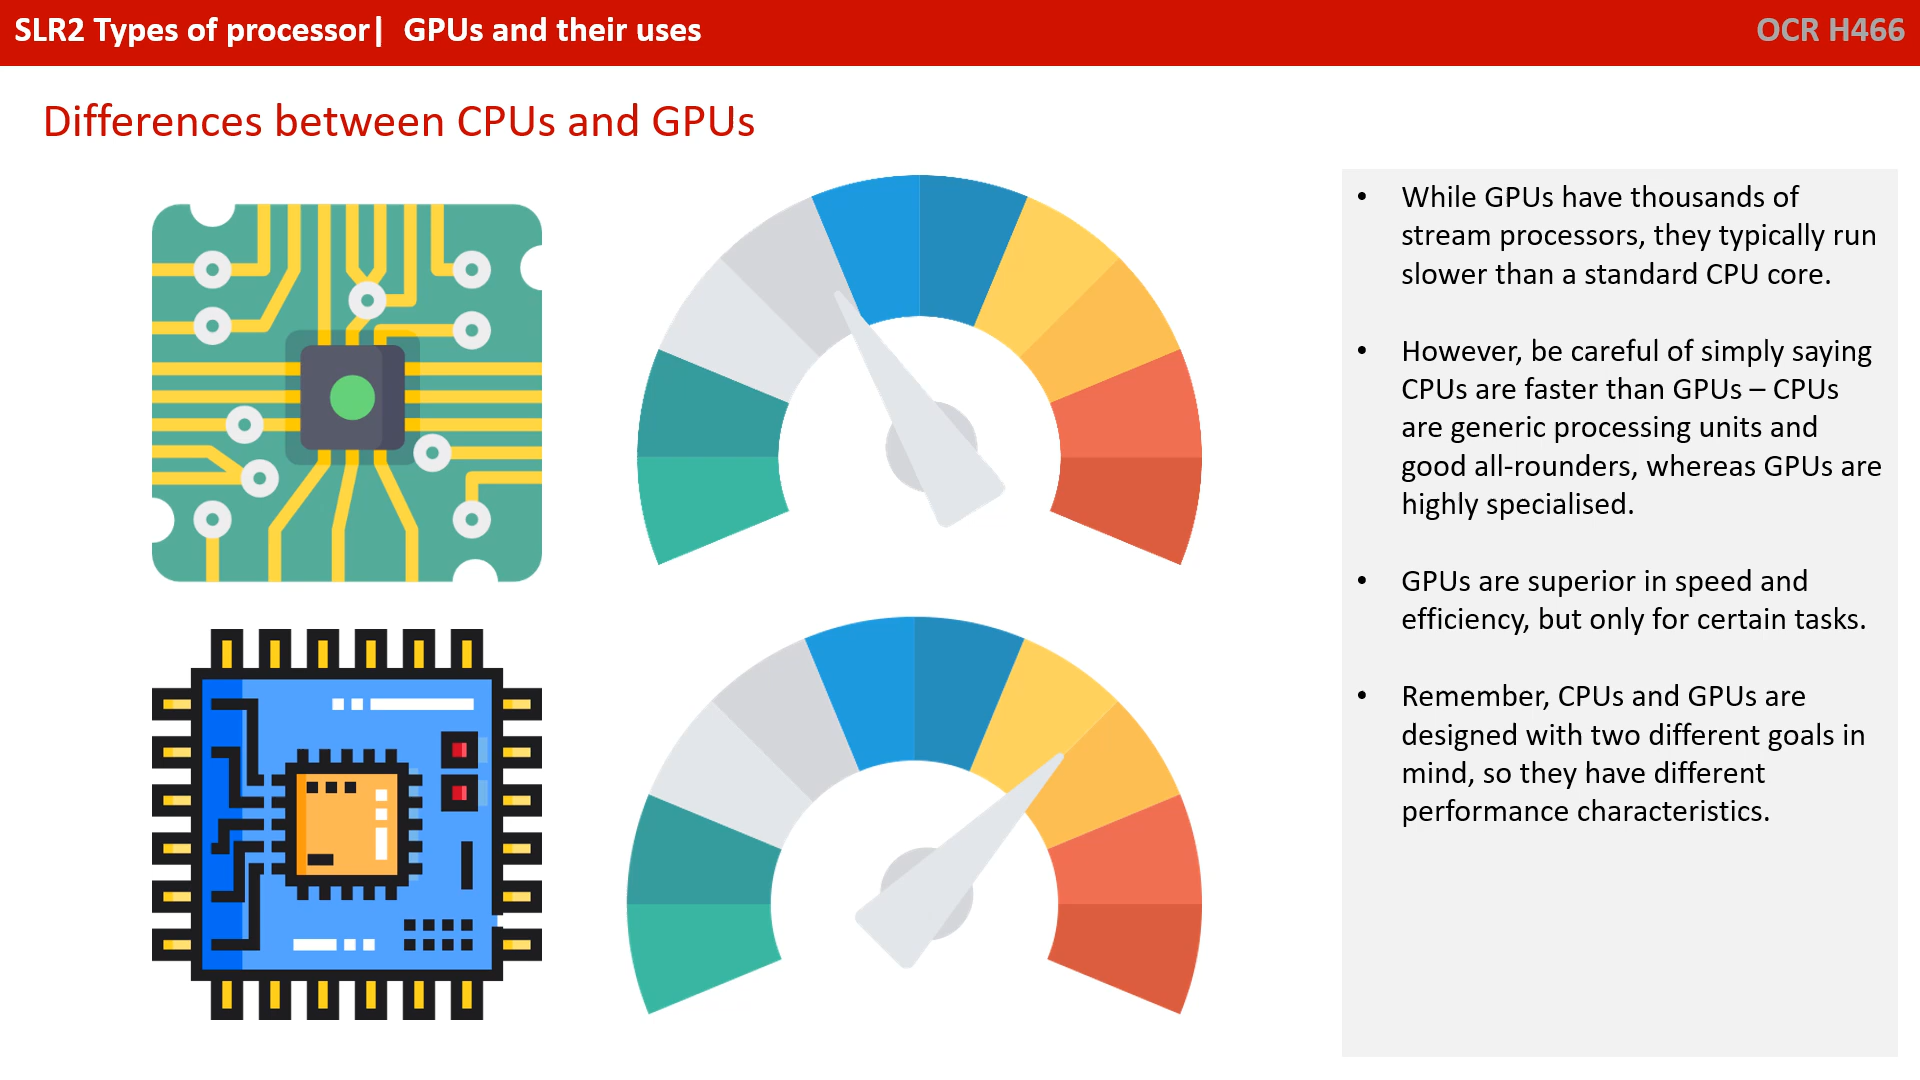 SLR2 Types of processor| GPUs and their uses
OCR H466
Differences between CPUs and GPUs
• While GPUs have thousands of
stream processors, they typically run
slower than a standard CPU core.
• However, be careful of simply saying
CPUs are faster than GPUs – CPUs
are generic processing units and
good all-rounders, whereas GPUs are
highly specialised.
• GPUs are superior in speed and
efficiency, but only for certain tasks.
• Remember, CPUs and GPUs are
designed with two different goals in
mind, so they have different
performance characteristics.